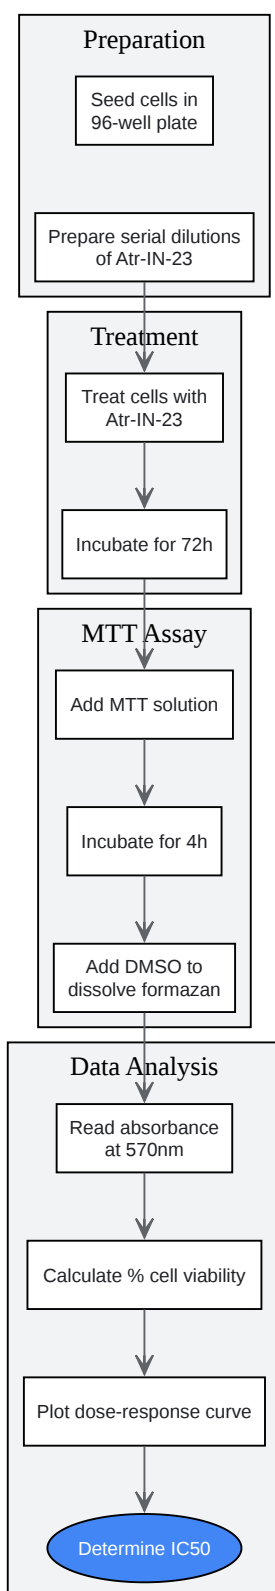 Preparation
Seed cells in
96-well plate
Prepare serial dilutions
of Atr-IN-23
Treatment
Treat cells with
Atr-IN-23
Incubate for 72h
MTT Assay
Add MTT solution
Incubate for 4h
Add DMSO to
dissolve formazan
Data Analysis
Read absorbance
at 570nm
Calculate % cell viability
Plot dose-response curve
Determine IC50